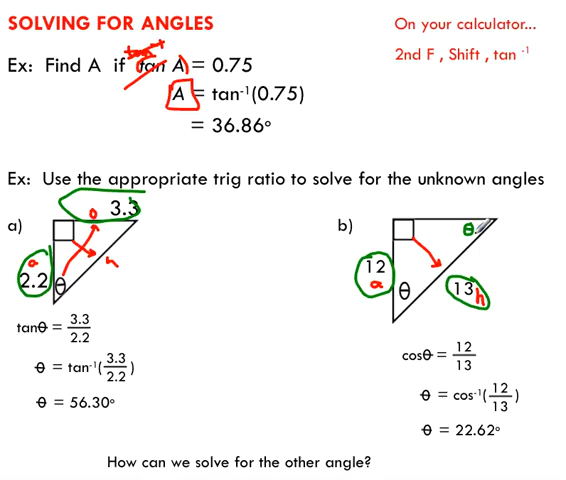 SOLVING FOR ANGLES
On your calculator...
2nd F , Shift , tan -1
Ex: Find A if tan A = 0.75
A = tan-1(0.75)
= 36.86°
Ex: Use the appropriate trig ratio to solve for the unknown angles
a)
o 3.3
a
2.2
θ
h
tanθ = 3.3/2.2
θ = tan-1(3.3/2.2)
θ = 56.30°
b)
θ
12
a
θ
13 h
cosθ = 12/13
θ = cos-1(12/13)
θ = 22.62°
How can we solve for the other angle?